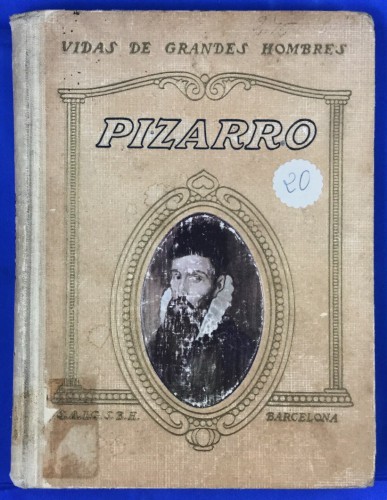 VIDAS DE GRANDES HOMBRES
PIZARRO
20
S. B. H. BARCELONA